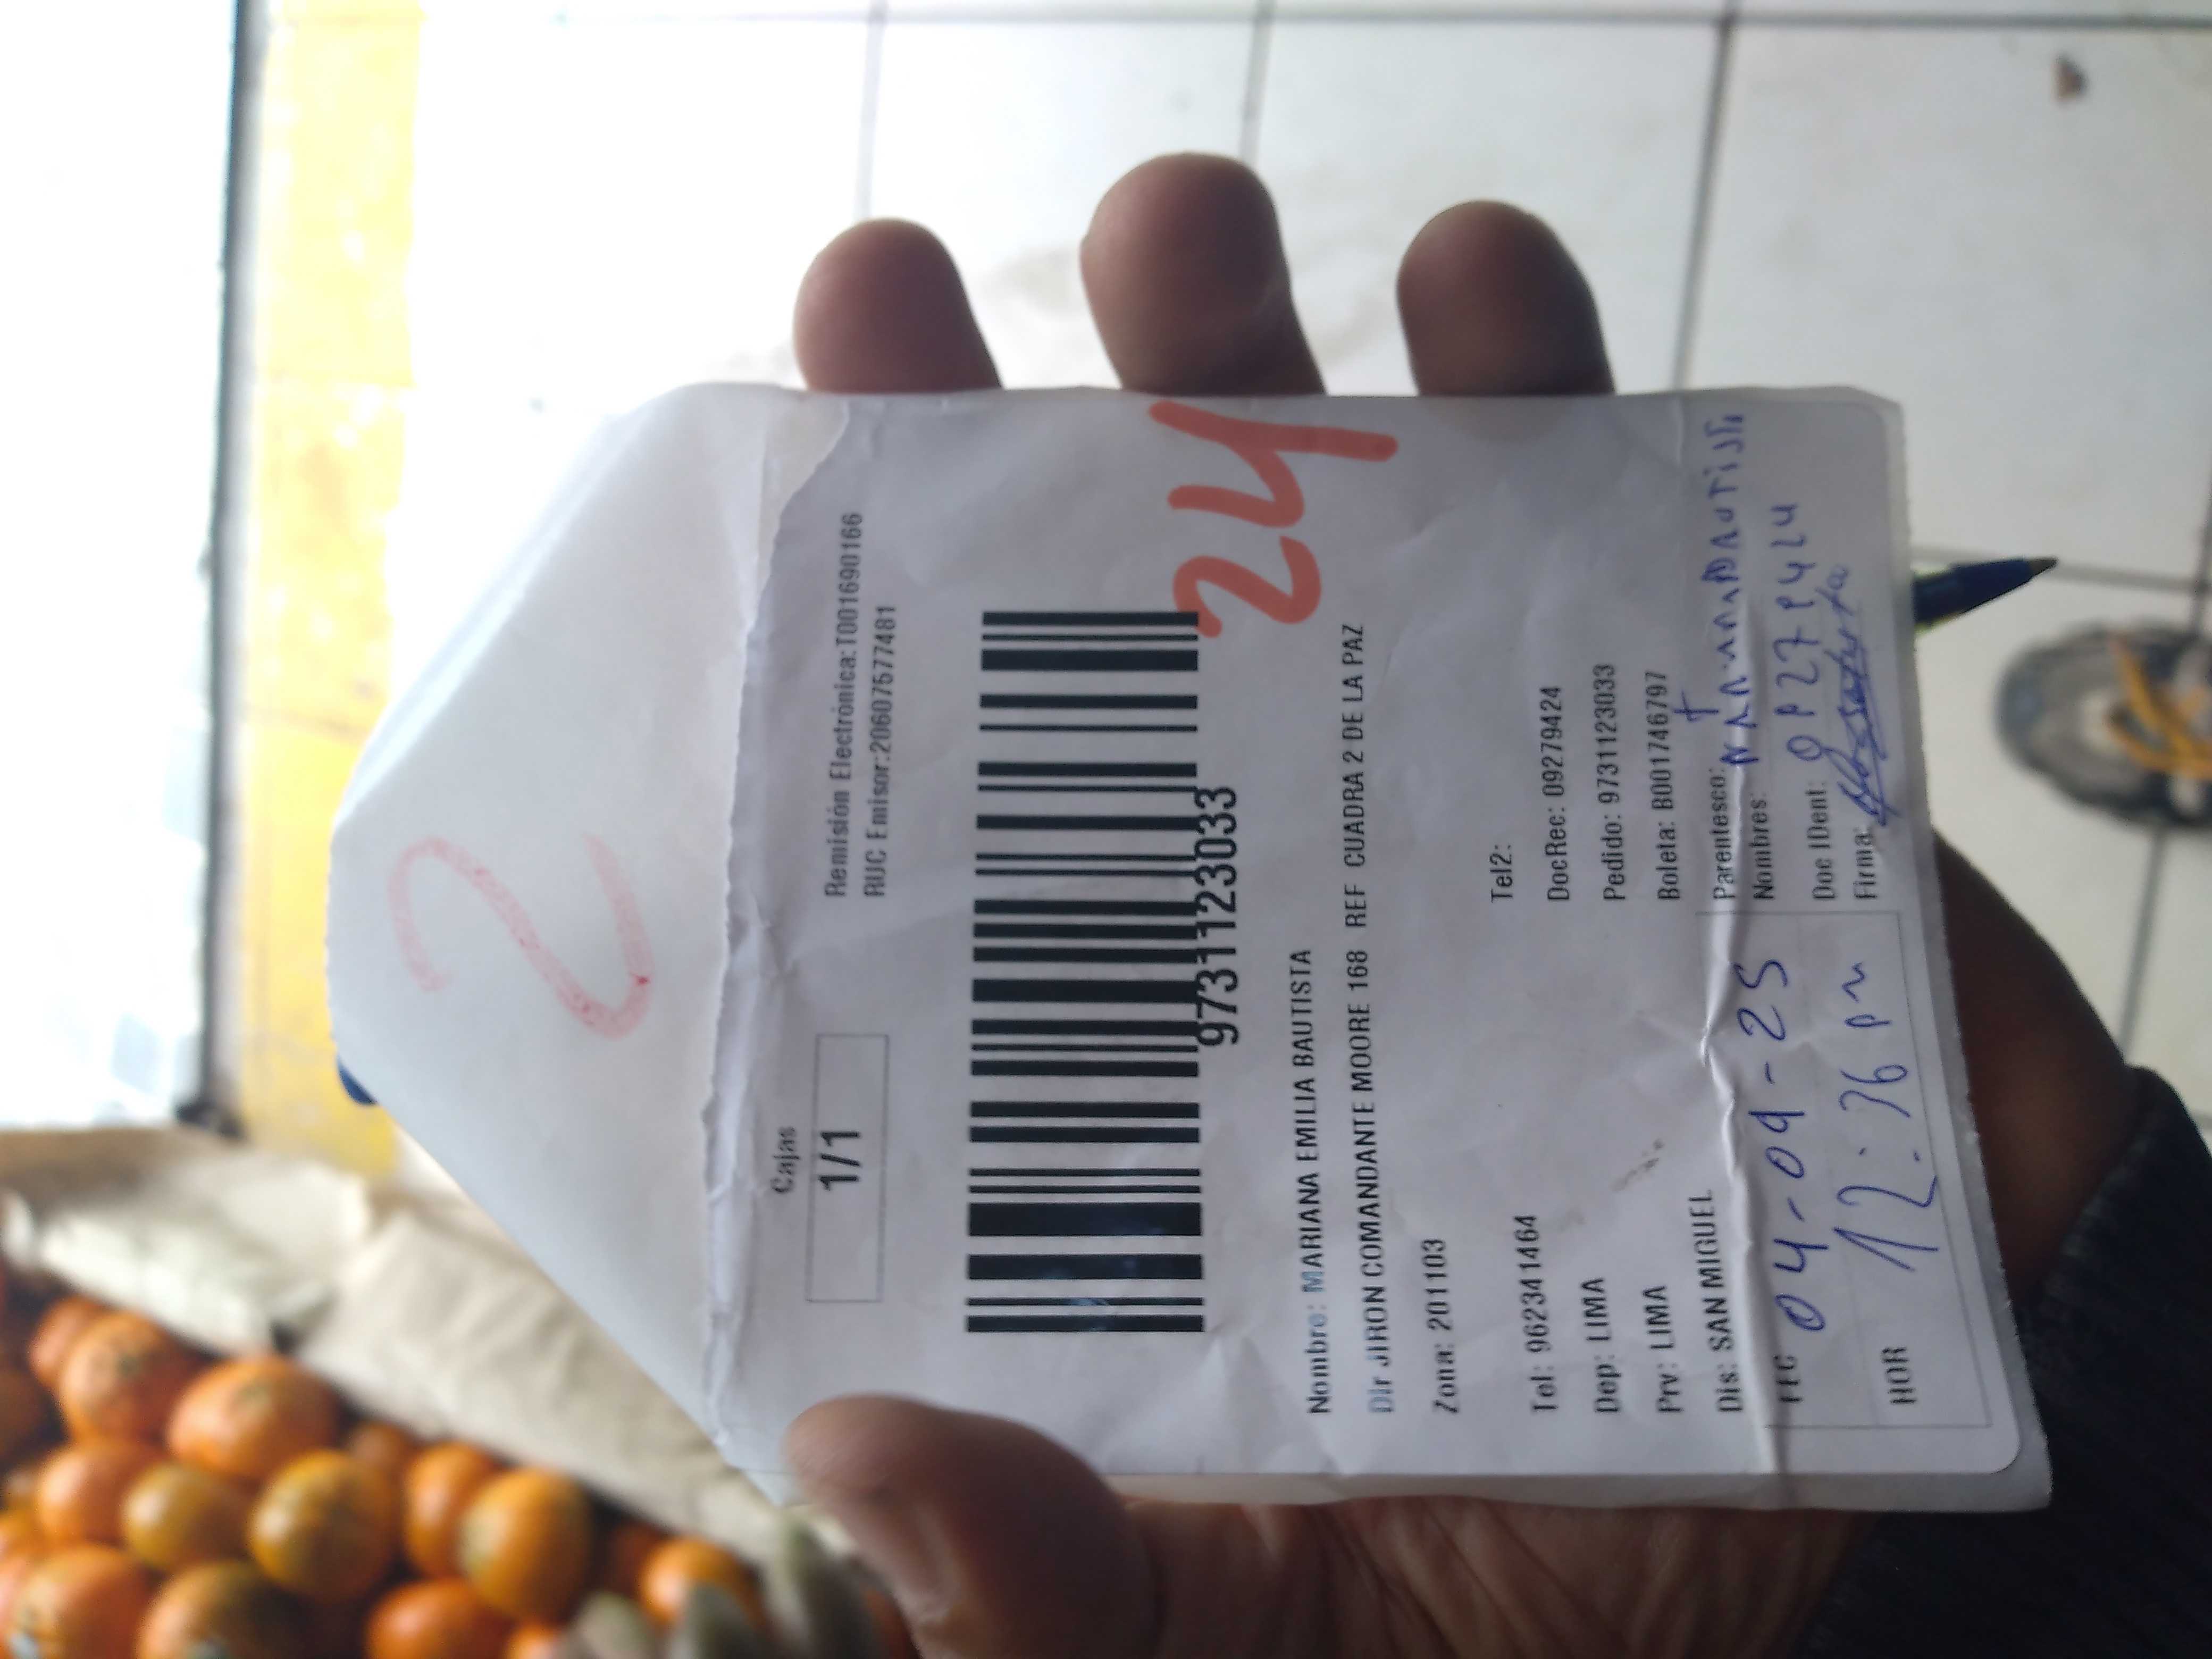 2
Remisión Electrónica:T001690166
RUC Emisor:20607577481
Cajas
1/1
9731123033
24
Nombre: MARIANA EMILIA BAUTISTA
Dir JIRON COMANDANTE MOORE 168 REF CUADRA 2 DE LA PAZ
Zona: 201103
Tel: 962341464
Tel2:
Dep: LIMA
DocRec: 09279424
Prv: LIMA
Pedido: 9731123033
Dis: SAN MIGUEL
Boleta: B001746797
FEC 04-09-25
Parentesco: T
Nombres:
HOR 12:36 pm
Doc IDent: 09279424
Firma: